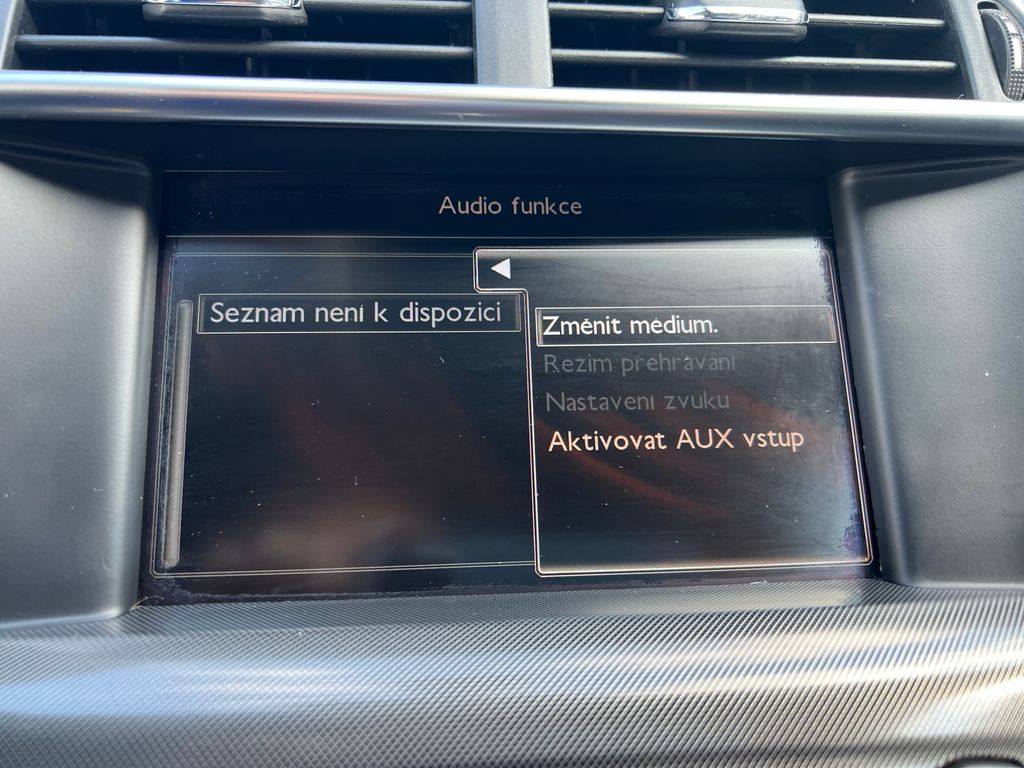 Audio funkce
Seznam není k dispozici
Změnit médium.
Režim přehrávání
Nastavení zvuku
Aktivovat AUX vstup